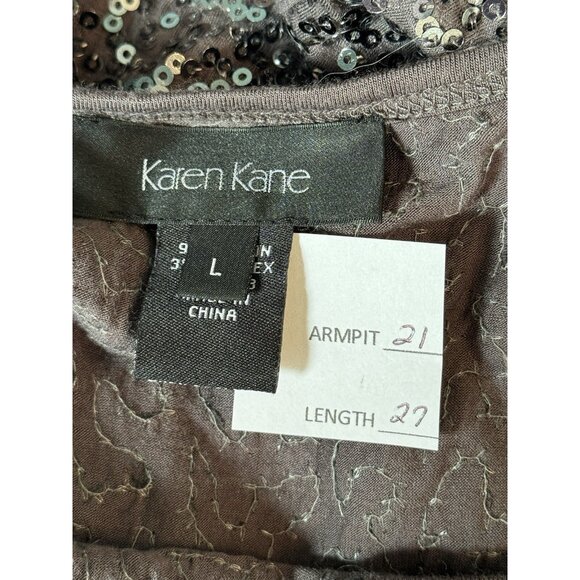 Karen Kane
L
CHINA
ARMPIT 21
LENGTH 27